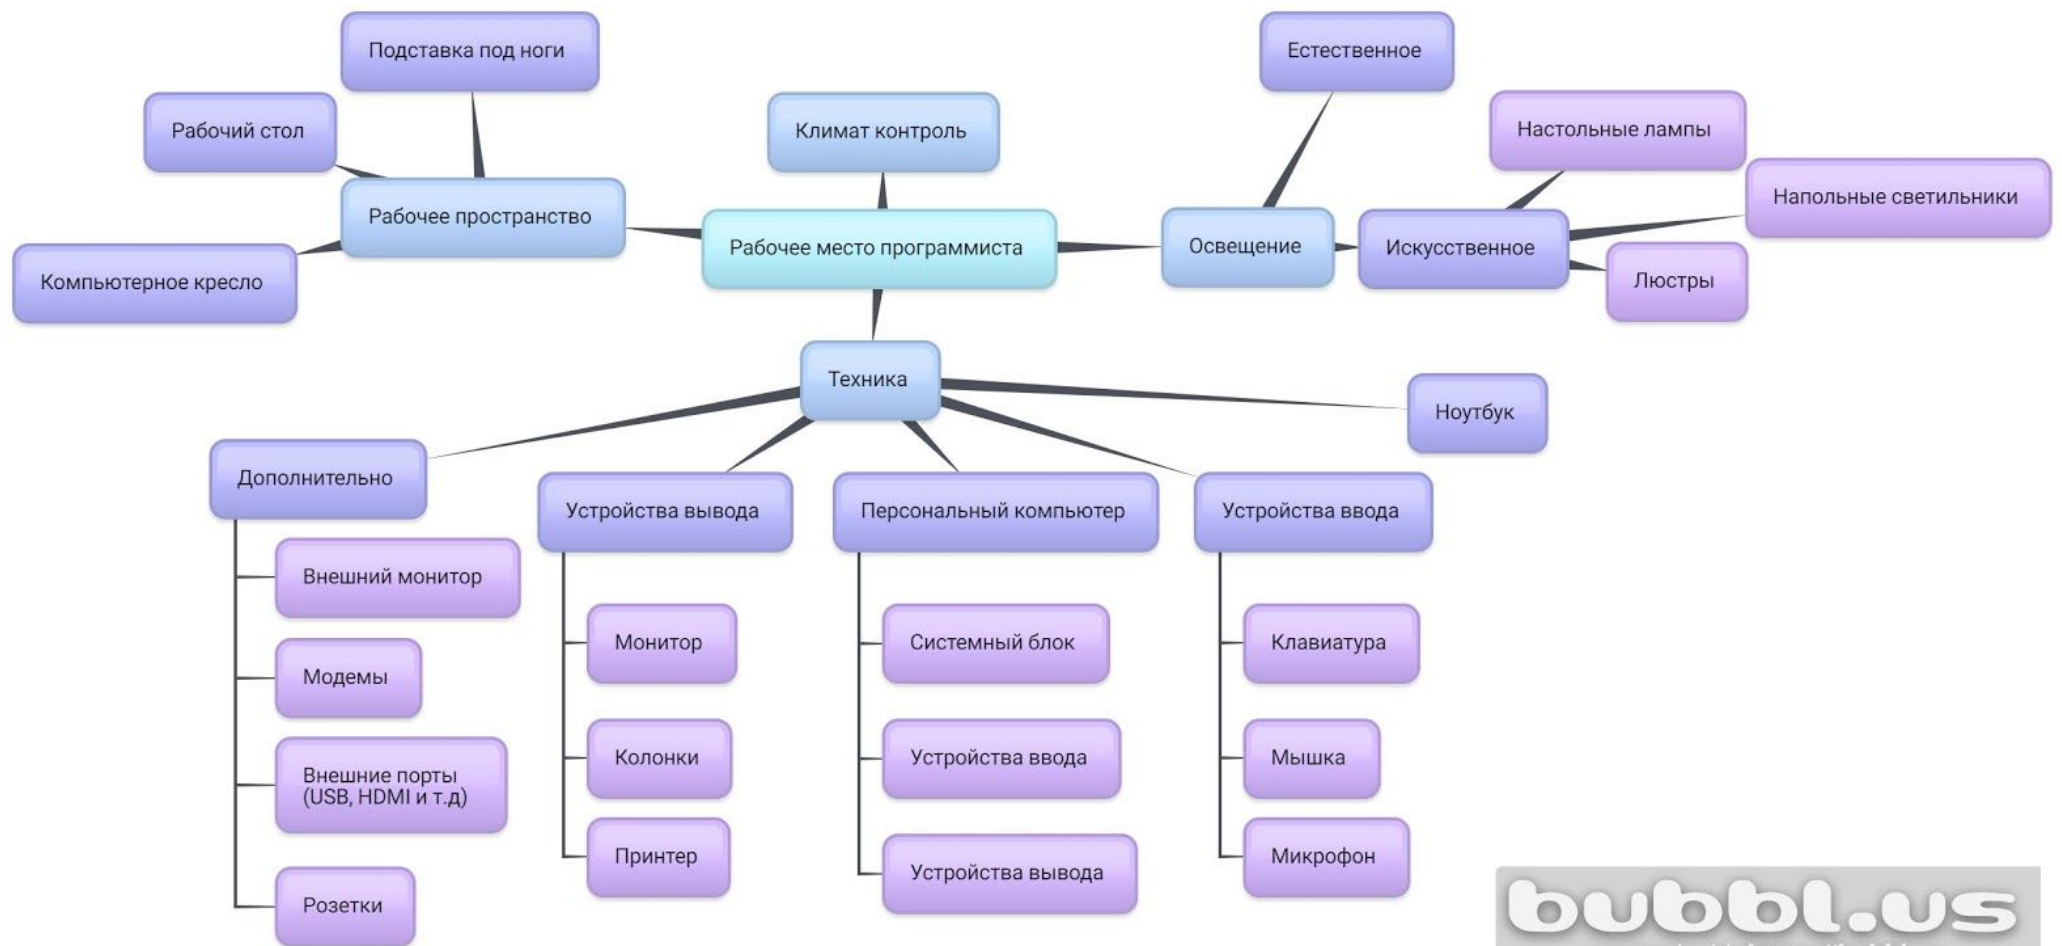 Подставка под ноги
Естественное
Рабочий стол
Климат контроль
Настольные лампы
Напольные светильники
Рабочее пространство
Рабочее место программиста
Освещение
Искусственное
Компьютерное кресло
Люстры
Техника
Ноутбук
Дополнительно
Устройства вывода
Персональный компьютер
Устройства ввода
Внешний монитор
Модемы
Внешние порты
(USB, HDMI и т.д)
Розетки
Монитор
Колонки
Принтер
Системный блок
Устройства ввода
Устройства вывода
Клавиатура
Мышка
Микрофон
bubbl.us